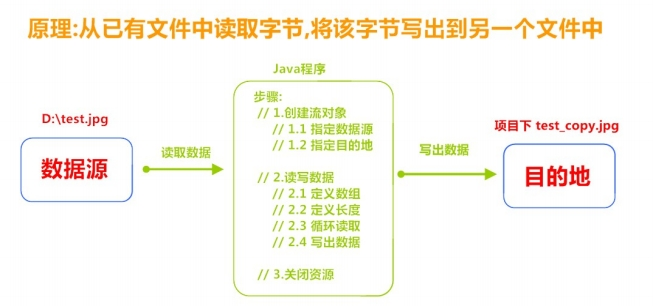 原理:从已有文件中读取字节,将该字节写出到另一个文件中
Java程序
D:\test.jpg
数据源
读取数据
步骤:
// 1.创建流对象
// 1.1 指定数据源
// 1.2 指定目的地
// 2.读写数据
// 2.1 定义数组
// 2.2 定义长度
// 2.3 循环读取
// 2.4 写出数据
// 3.关闭资源
写出数据
项目下 test_copy.jpg
目的地